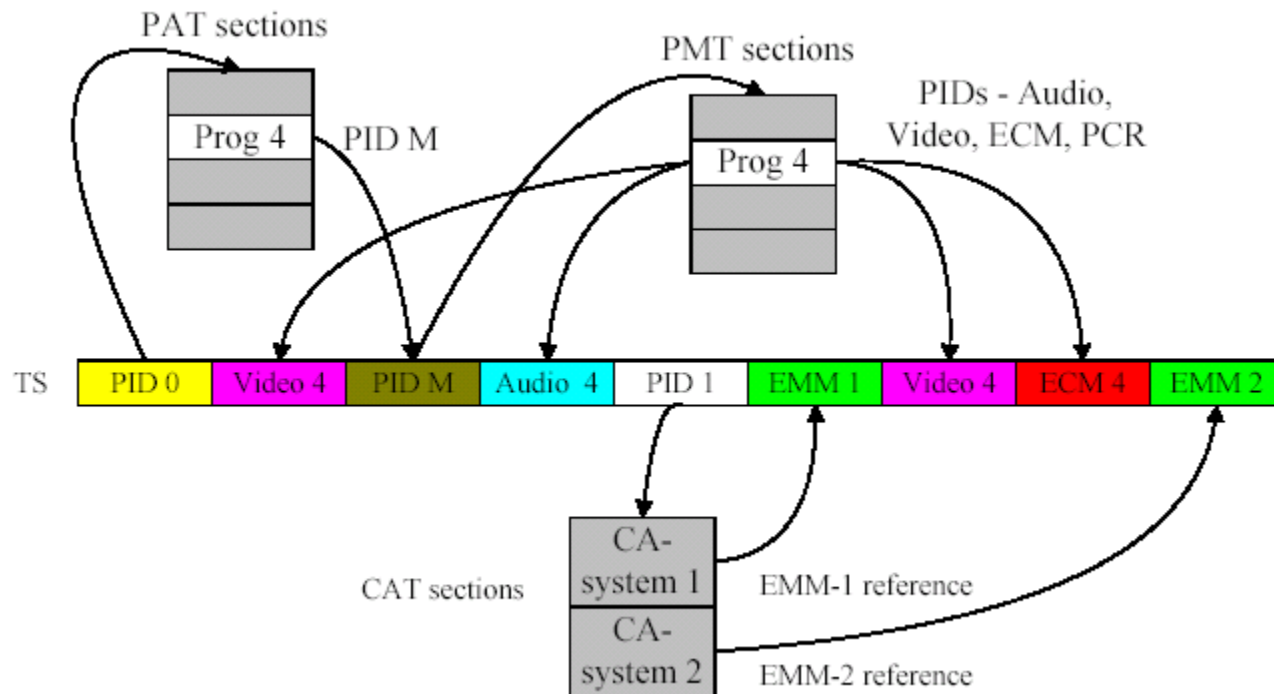 PAT sections
PMT sections
PIDs - Audio,
Video, ECM, PCR
Prog 4
PID M
Prog 4
TS
PID 0
Video 4
PID M
Audio 4
PID 1
EMM 1
Video 4
ECM 4
EMM 2
CA-
system 1
CAT sections
EMM-1 reference
CA-
system 2
EMM-2 reference